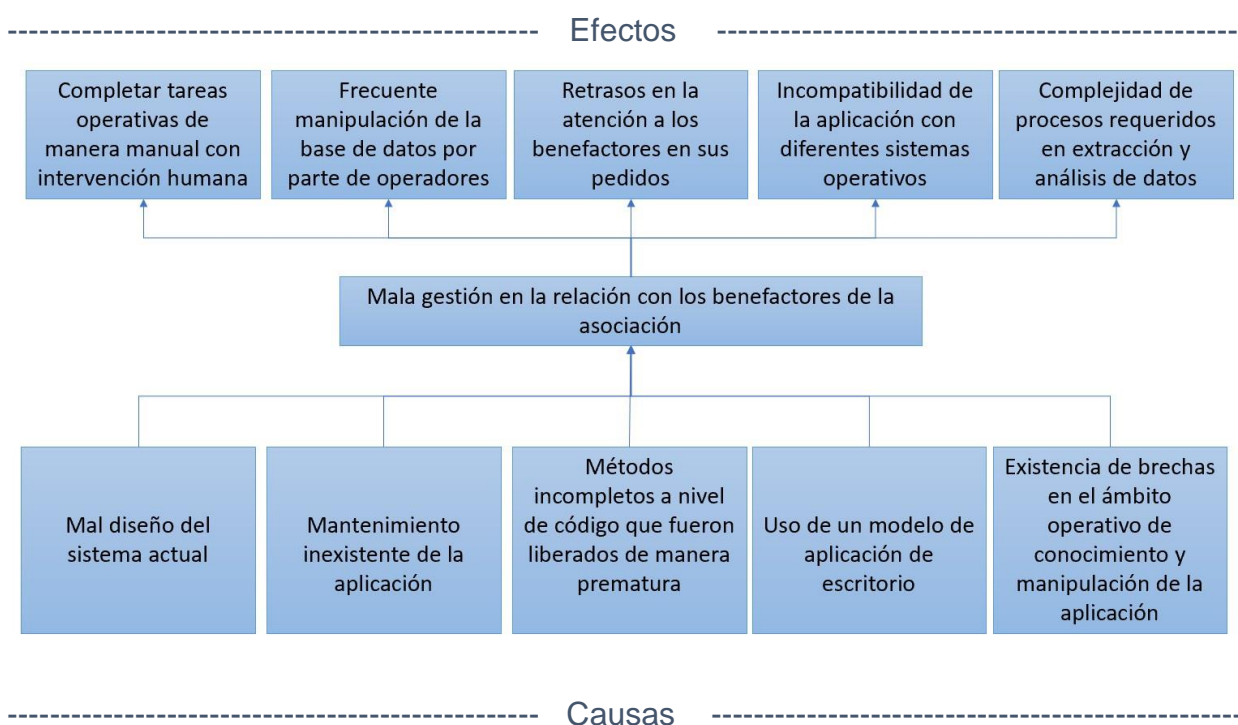 Efectos
Completar tareas
operativas de
manera manual con
intervención humana
Frecuente
manipulación de la
base de datos por
parte de operadores
Retrasos en la
atención a los
benefactores en sus
pedidos
Incompatibilidad de
la aplicación con
diferentes sistemas
operativos
Complejidad de
procesos requeridos
en extracción y
análisis de datos
Mala gestión en la relación con los benefactores de la
asociación
Mal diseño del
sistema actual
Mantenimiento
inexistente de la
aplicación
Métodos
incompletos a nivel
de código que fueron
liberados de manera
prematura
Uso de un modelo de
aplicación de
escritorio
Existencia de brechas
en el ámbito
operativo de
conocimiento y
manipulación de la
aplicación
Causas